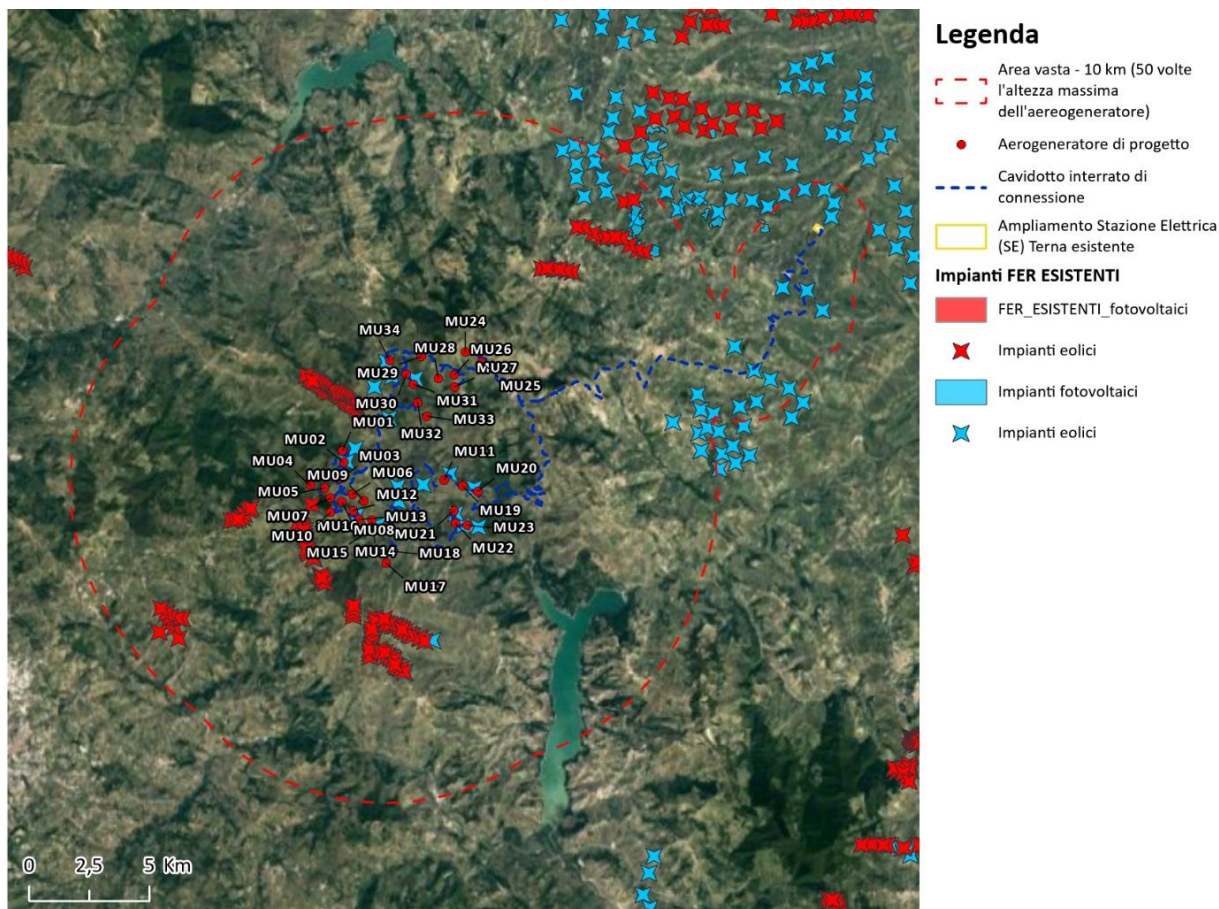 Legenda
Area vasta - 10 km (50 volte
l'altezza massima
dell'aereogeneratore)
Aerogeneratore di progetto
Cavidotto interrato di
connessione
Ampliamento Stazione Elettrica
(SE) Terna esistente
Impianti FER ESISTENTI
FER_ESISTENTI_fotovoltaici
Impianti eolici
Impianti fotovoltaici
Impianti eolici
MU24
MU34
MU28
MU26
MU27
MU29
MU25
MU30
MU31
MU33
MU01
MU32
MU02
MU03
MU11
MU04
MU06
MU20
MU09
MU05
MU12
MU19
MU07
MU13
MU10
MU08
MU21
MU23
MU15
MU14
MU18
MU22
MU17
0 2,5 5 Km